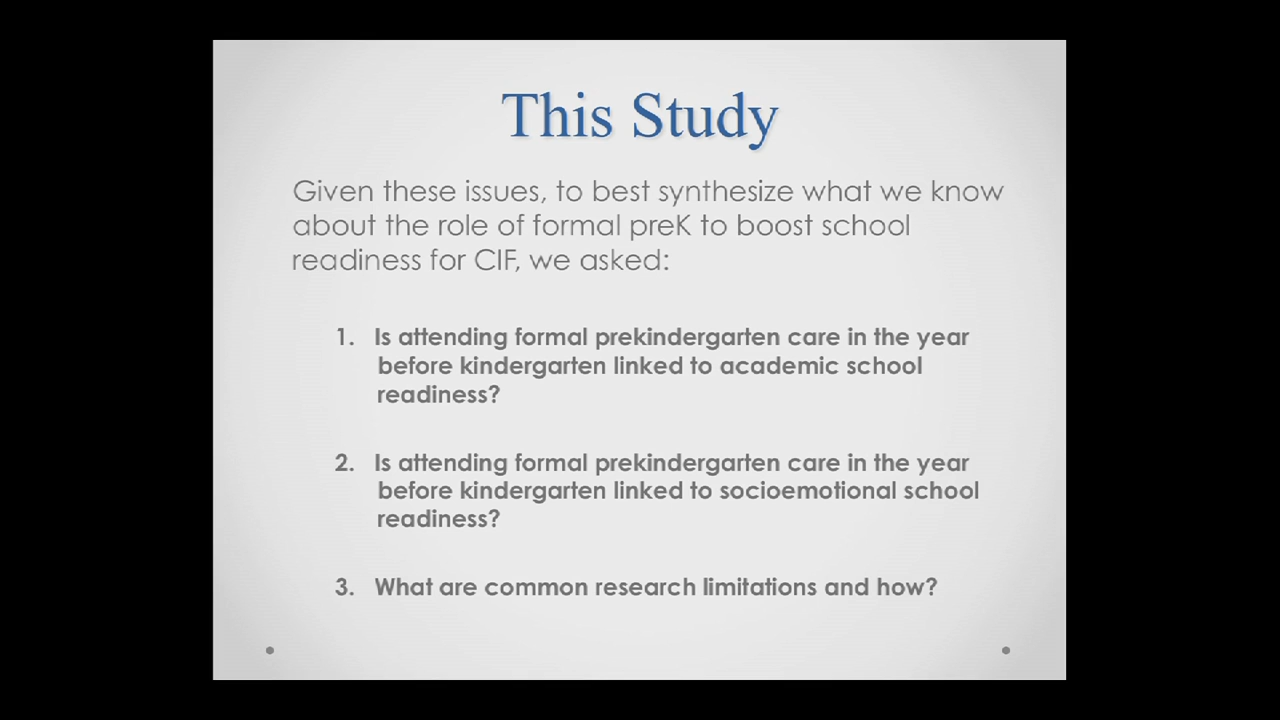 This Study
Given these issues, to best synthesize what we know
about the role of formal preK to boost school
readiness for CIF, we asked:
1. Is attending formal prekindergarten care in the year
before kindergarten linked to academic school
readiness?
2. Is attending formal prekindergarten care in the year
before kindergarten linked to socioemotional school
readiness?
3. What are common research limitations and how?